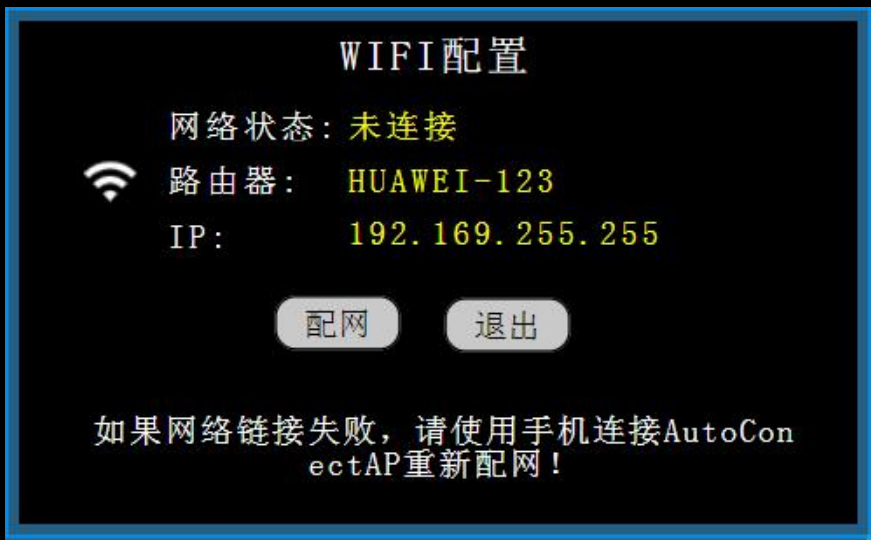 WIFI配置
网络状态: 未连接
路由器: HUAWEI-123
IP: 192.169.255.255
配网 退出
如果网络链接失败，请使用手机连接AutoCon
ectAP重新配网！